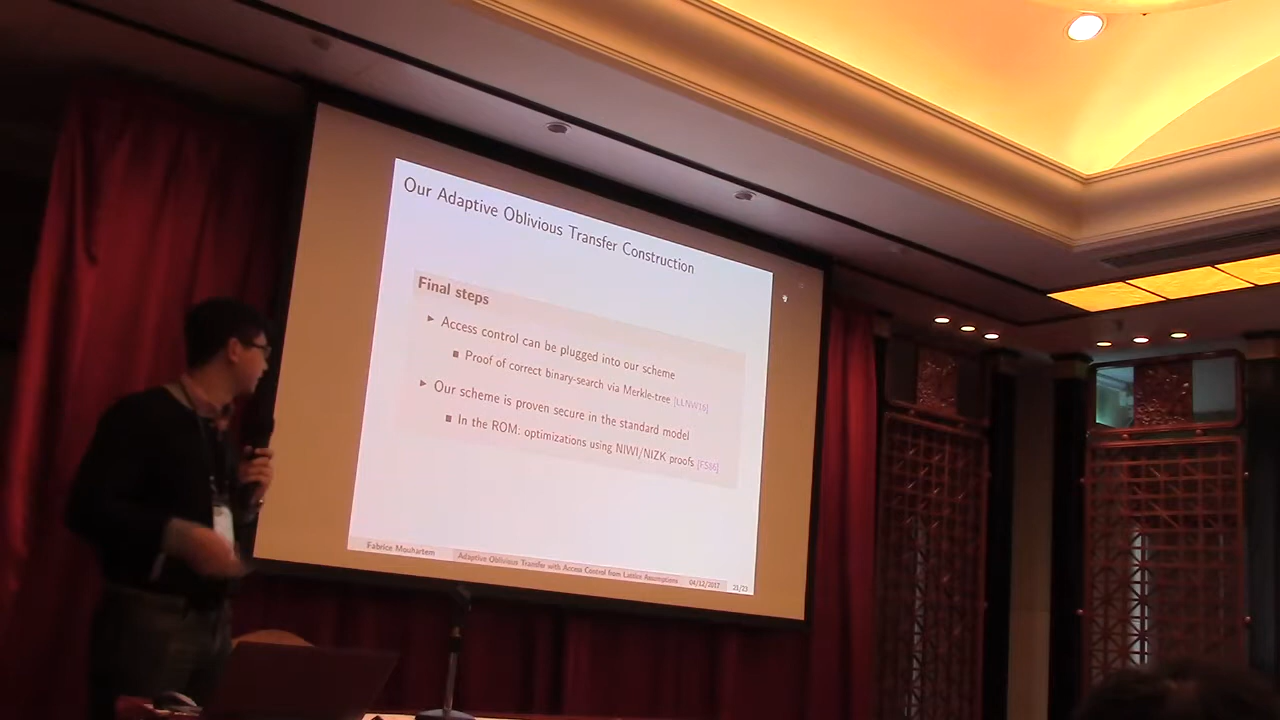 Our Adaptive Oblivious Transfer Construction
Final steps
► Access control can be plugged into our scheme
■ Proof of correct binary-search via Merkle-tree [LLNW16]
► Our scheme is proven secure in the standard model
■ In the ROM: optimizations using NIWI/NIZK proofs [FS86]
Fabrice Mouhartem Adaptive Oblivious Transfer with Access Control from Lattice Assumptions 04/12/2017 21/23